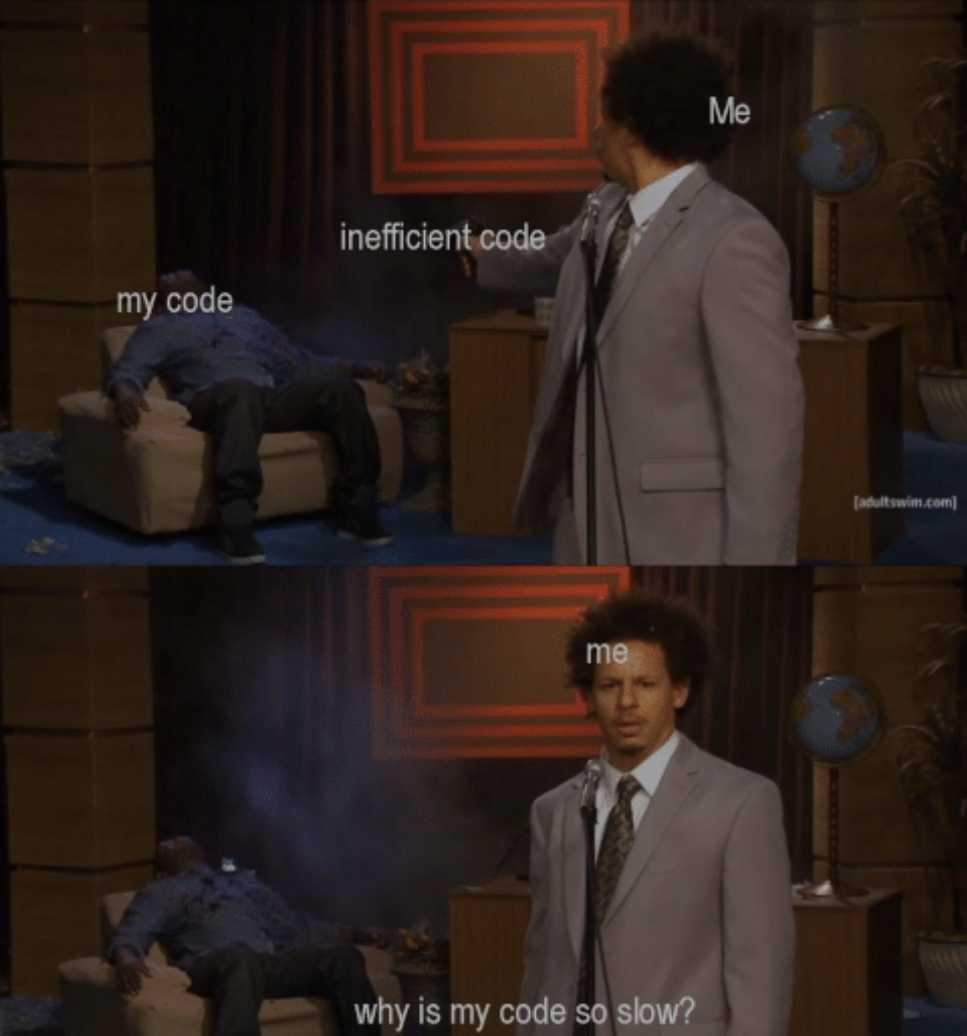 Me
inefficient code
my code
[adultswim.com]
me
why is my code so slow?